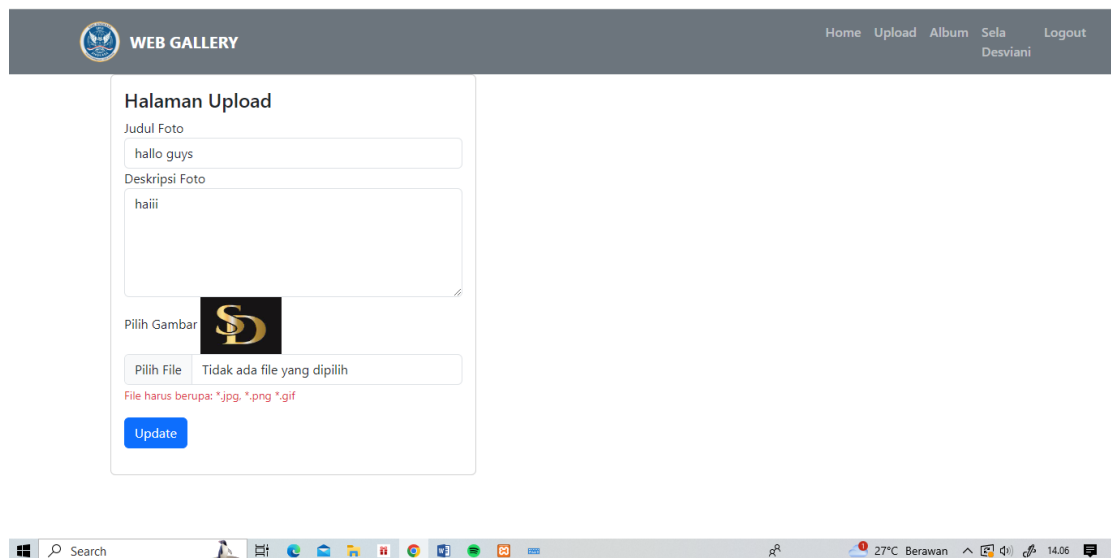 WEB GALLERY
Home Upload Album Sela Desviani Logout
Halaman Upload
Judul Foto
hallo guys
Deskripsi Foto
haiii
Pilih Gambar
SD
Pilih File Tidak ada file yang dipilih
File harus berupa: *.jpg, *.png *.gif
Update
Search
27°C Berawan 14.06